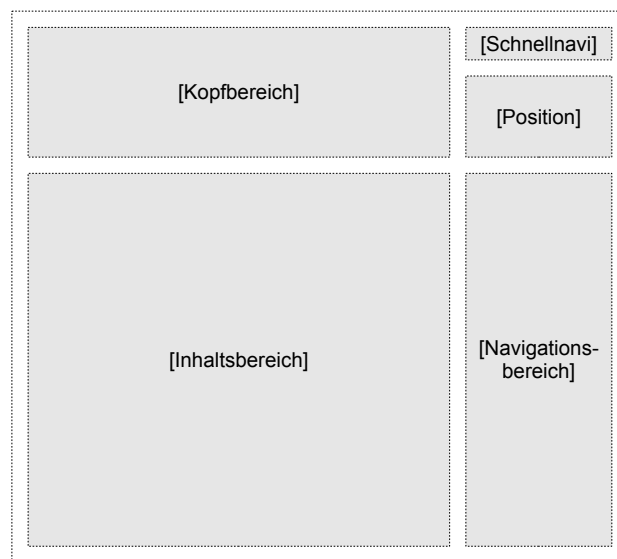 [Schnellnavi]
[Kopfbereich]
[Position]
[Inhaltsbereich]
[Navigations-
bereich]